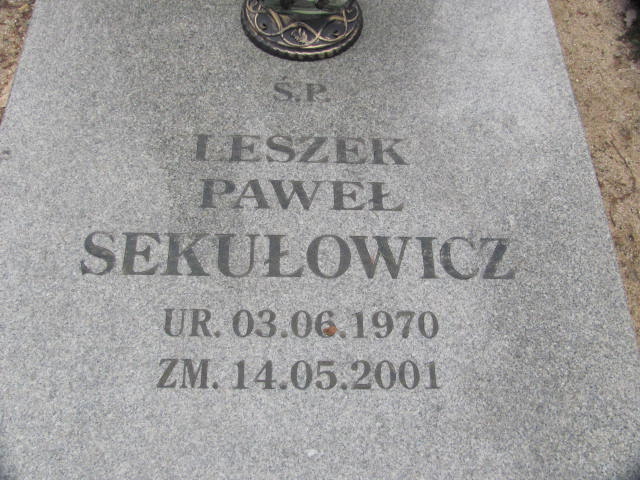 Ś.P.
LESZEK
PAWEŁ
SEKUŁOWICZ
UR. 03.06.1970
ZM. 14.05.2001